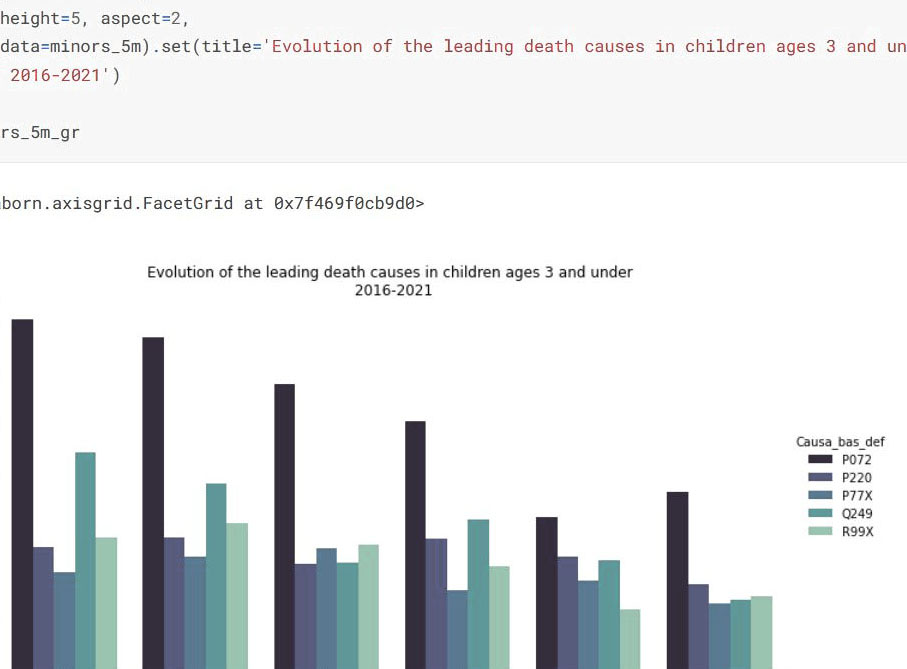 height=5, aspect=2,
data=minors_5m).set(title='Evolution of the leading death causes in children ages 3 and un
2016-2021')
rs_5m_gr
born.axisgrid.FacetGrid at 0x7f469f0cb9d0>
Evolution of the leading death causes in children ages 3 and under
2016-2021
Causa_bas_def
P072
P220
P77X
Q249
R99X